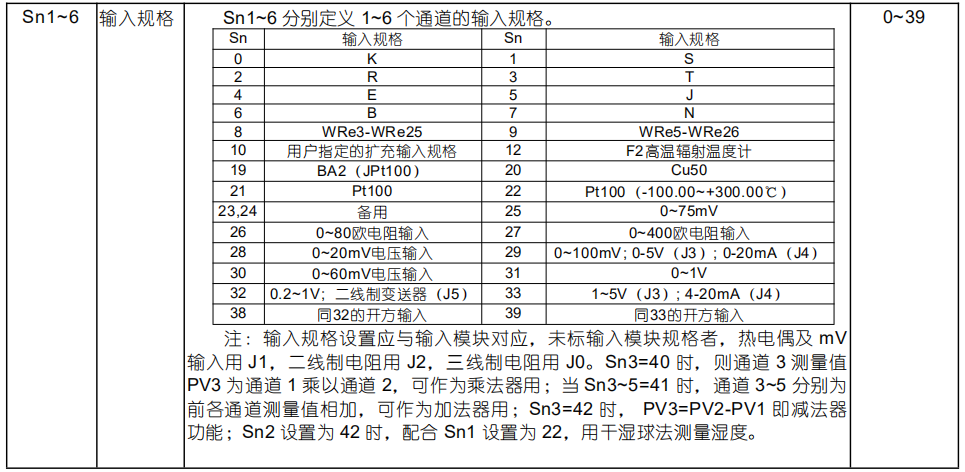 Sn1~6 输入规格 Sn1~6 分别定义 1~6 个通道的输入规格。 0~39
Sn 输入规格 Sn 输入规格
0 K 1 S
2 R 3 T
4 E 5 J
6 B 7 N
8 WRe3-WRe25 9 WRe5-WRe26
10 用户指定的扩充输入规格 12 F2高温辐射温度计
19 BA2（JPt100） 20 Cu50
21 Pt100 22 Pt100（-100.00~+300.00℃）
23,24 备用 25 0~75mV
26 0~80欧电阻输入 27 0~400欧电阻输入
28 0~20mV电压输入 29 0~100mV; 0-5V（J3）; 0-20mA（J4）
30 0~60mV电压输入 31 0~1V
32 0.2~1V; 二线制变送器（J5） 33 1~5V（J3）; 4-20mA（J4）
38 同32的开方输入 39 同33的开方输入
注：输入规格设置应与输入模块对应，未标输入模块规格者，热电偶及 mV
输入用 J1，二线制电阻用 J2，三线制电阻用 J0。Sn3=40 时，则通道 3 测量值
PV3 为通道 1 乘以通道 2，可作为乘法器用；当 Sn3~5=41 时，通道 3~5 分别为
前各通道测量值相加，可作为加法器用；Sn3=42 时， PV3=PV2-PV1 即减法器
功能；Sn2 设置为 42 时，配合 Sn1 设置为 22，用干湿球法测量湿度。